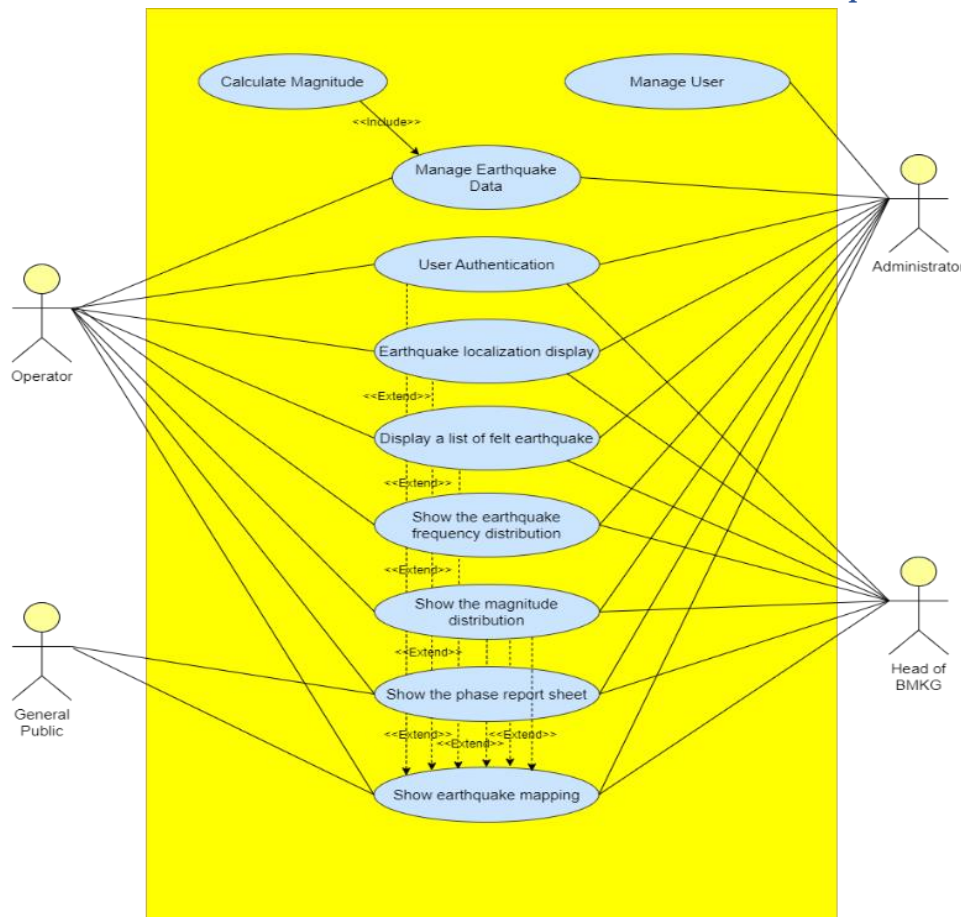 Calculate Magnitude
Manage User
<<Include>>
Manage Earthquake
Data
User Authentication
Administrator
Operator
Earthquake localization display
<<Extend>>
Display a list of felt earthquake
<<Extend>>
Show the earthquake
frequency distribution
<<Extend>>
Show the magnitude
distribution
<<Extend>>
General
Public
Show the phase report sheet
Head of
BMKG
<<Extend>>
<<Extend>>
<<Extend>>
Show earthquake mapping